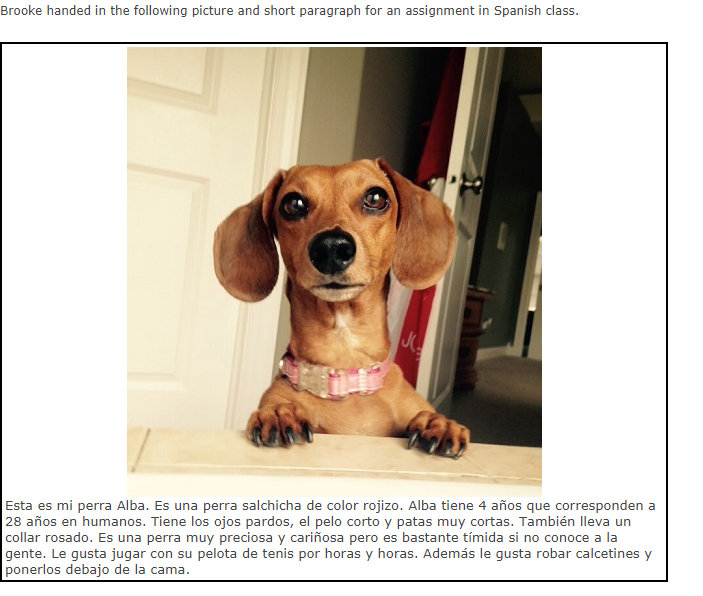 Brooke handed in the following picture and short paragraph for an assignment in Spanish class.
Esta es mi perra Alba. Es una perra salchicha de color rojizo. Alba tiene 4 años que corresponden a
28 años en humanos. Tiene los ojos pardos, el pelo corto y patas muy cortas. También lleva un
collar rosado. Es una perra muy preciosa y cariñosa pero es bastante tímida si no conoce a la
gente. Le gusta jugar con su pelota de tenis por horas y horas. Además le gusta robar calcetines y
ponerlos debajo de la cama.